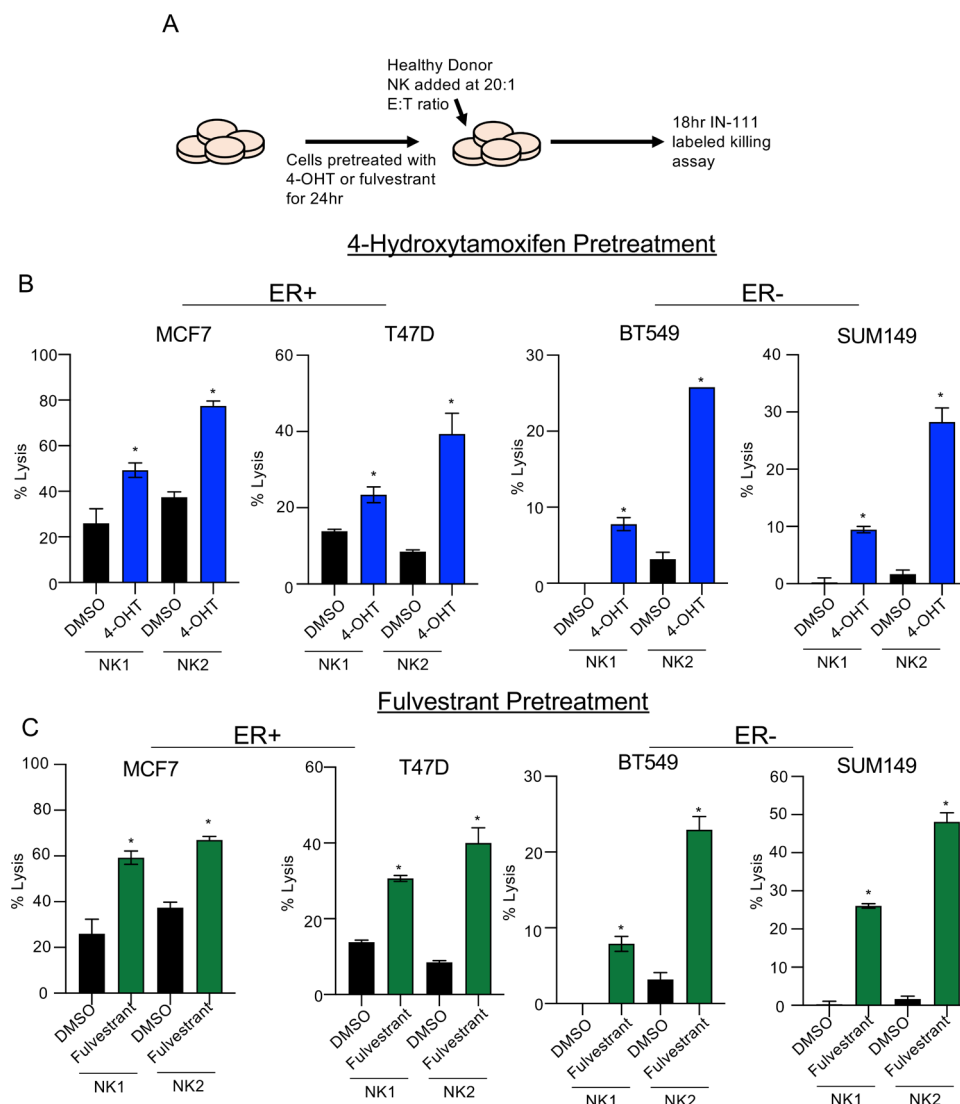 A
Healthy Donor
NK added at 20:1
E:T ratio
Cells pretreated with
4-OHT or fulvestrant
for 24hr
18hr IN-111
labeled killing
assay
4-Hydroxytamoxifen Pretreatment
B
ER+
ER-
MCF7
% Lysis
100
80
60
40
20
0
*
*
DMSO
4-OHT
DMSO
4-OHT
NK1
NK2
T47D
% Lysis
60
40
20
0
*
*
DMSO
4-OHT
DMSO
4-OHT
NK1
NK2
BT549
% Lysis
30
20
10
0
*
*
DMSO
4-OHT
DMSO
4-OHT
NK1
NK2
SUM149
% Lysis
40
30
20
10
0
*
*
DMSO
4-OHT
DMSO
4-OHT
NK1
NK2
Fulvestrant Pretreatment
C
ER+
ER-
MCF7
% Lysis
100
80
60
40
20
0
*
*
DMSO
Fulvestrant
DMSO
Fulvestrant
NK1
NK2
T47D
% Lysis
60
40
20
0
*
*
DMSO
Fulvestrant
DMSO
Fulvestrant
NK1
NK2
BT549
% Lysis
30
20
10
0
*
*
DMSO
Fulvestrant
DMSO
Fulvestrant
NK1
NK2
SUM149
% Lysis
60
50
40
30
20
10
0
*
*
DMSO
Fulvestrant
DMSO
Fulvestrant
NK1
NK2